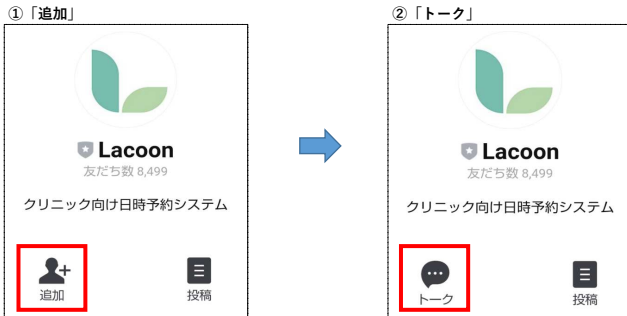 ①「追加」
Lacoon
友だち数 8,499
クリニック向け日時予約システム
追加
投稿
②「トーク」
Lacoon
友だち数 8,499
クリニック向け日時予約システム
トーク
投稿